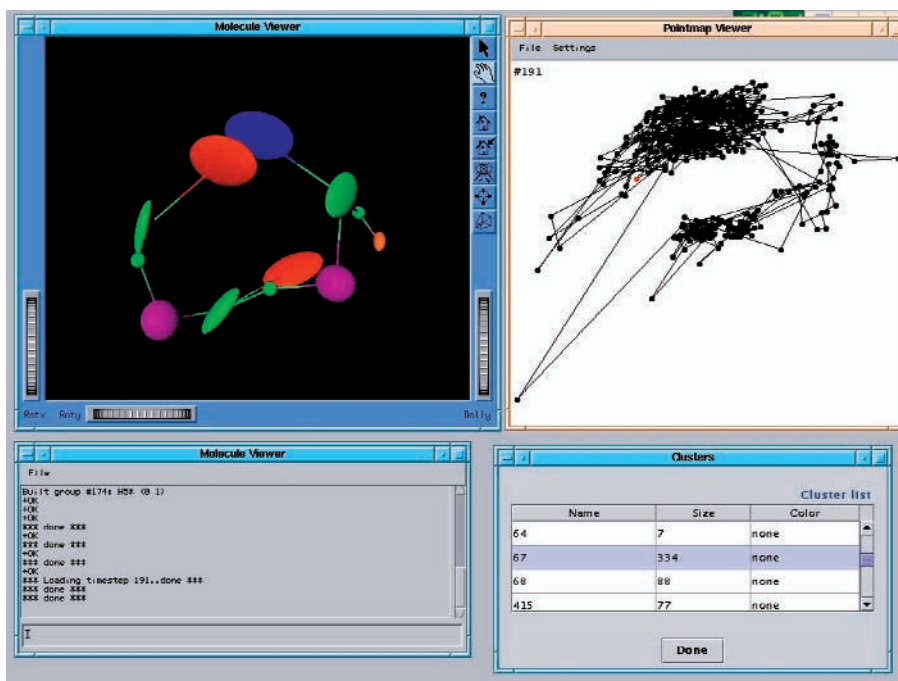 Molecule Viewer
Rotx Roty Dolly
Pointmap Viewer
File Settings
#191
Molecule Viewer
File
Built group #174: H5* (0 1)
+OK
+OK
+OK
*** done ***
+OK
*** done ***
+OK
*** done ***
+OK
*** Loading timestep 191..done ***
*** done ***
*** done ***
Clusters
Cluster list
Name Size Color
64 7 none
67 334 none
68 88 none
415 77 none
Done